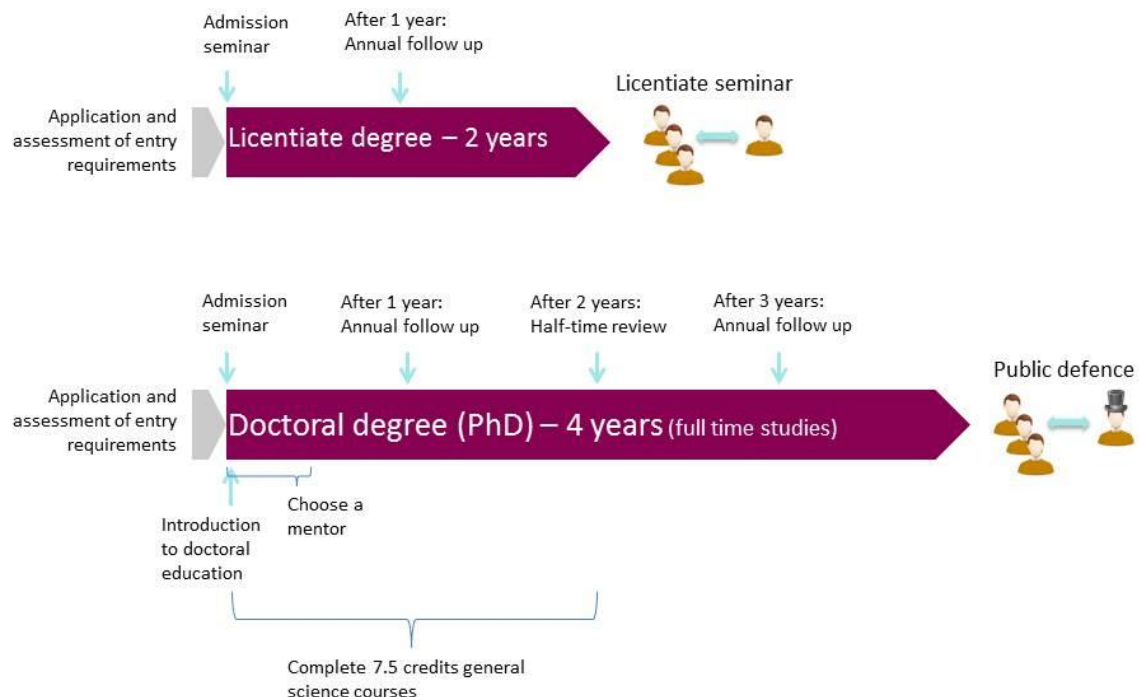 Admission
seminar
After 1 year:
Annual follow up
Application and
assessment of entry
requirements
Licentiate degree – 2 years
Licentiate seminar
Admission
seminar
After 1 year:
Annual follow up
After 2 years:
Half-time review
After 3 years:
Annual follow up
Application and
assessment of entry
requirements
Doctoral degree (PhD) – 4 years (full time studies)
Public defence
Choose a
mentor
Introduction
to doctoral
education
Complete 7.5 credits general
science courses